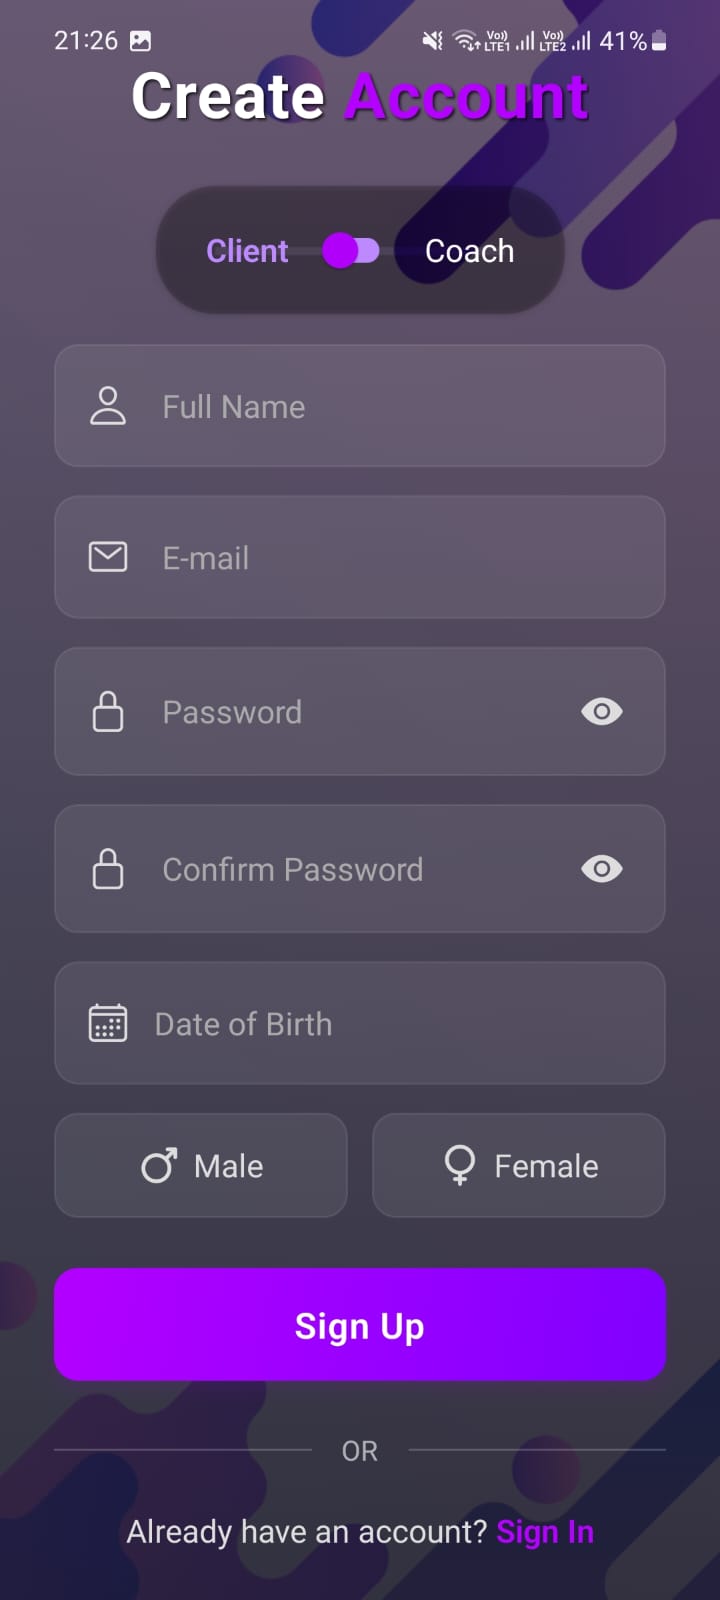 21:26 Vo)) LTE1 Vo)) LTE2 41%
Create Account
Client Coach
Full Name
E-mail
Password
Confirm Password
Date of Birth
Male Female
Sign Up
OR
Already have an account? Sign In